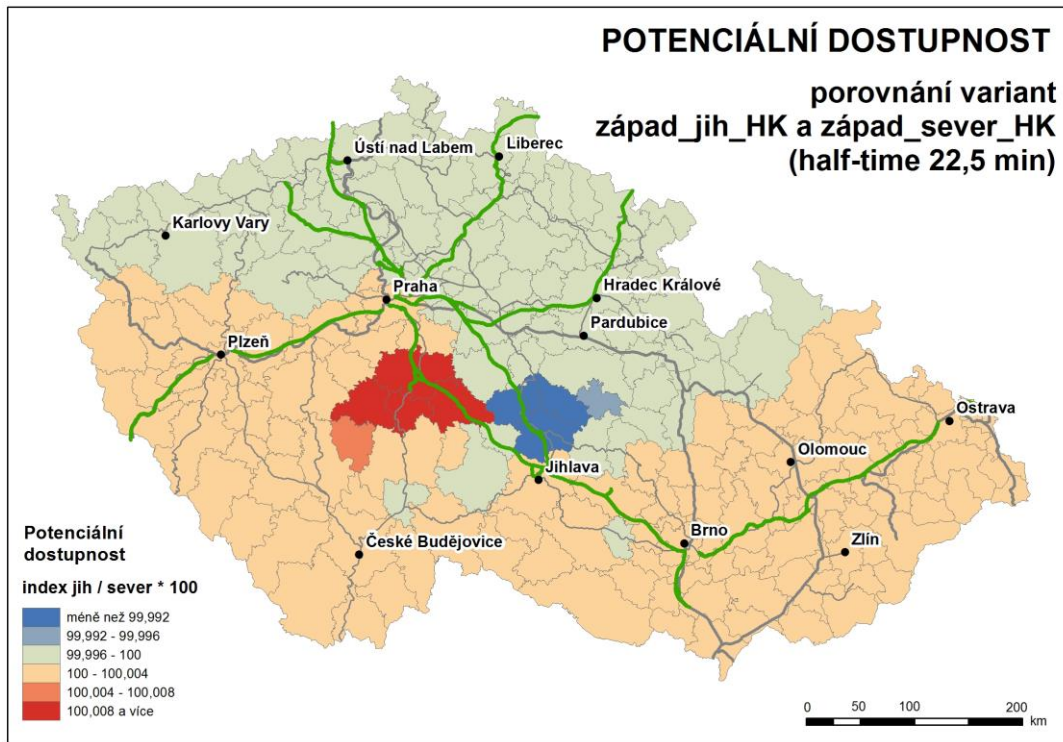 POTENCIÁLNÍ DOSTUPNOST
porovnání variant
západ_jih_HK a západ_sever_HK
(half-time 22,5 min)
Ústí nad Labem
Liberec
Karlovy Vary
Praha
Hradec Králové
Pardubice
Plzeň
Ostrava
Olomouc
Jihlava
Brno
Zlín
České Budějovice
Potenciální
dostupnost
index jih / sever * 100
méně než 99,992
99,992 - 99,996
99,996 - 100
100 - 100,004
100,004 - 100,008
100,008 a více
0 50 100 200
km